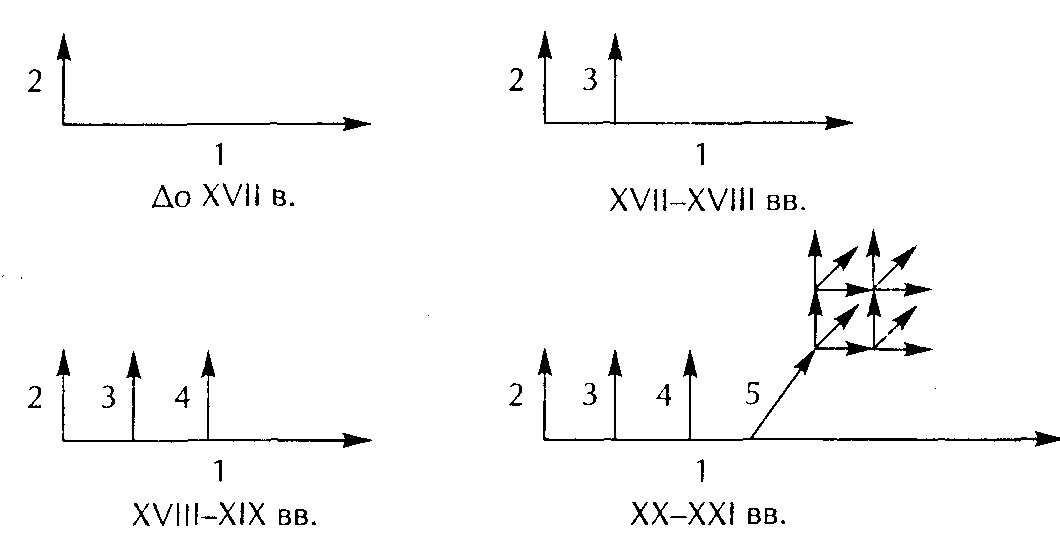 2
1
До XVII в.
2 3
1
XVII–XVIII вв.
2 3 4
1
XVIII–XIX вв.
2 3 4 5
1
XX–XXI вв.